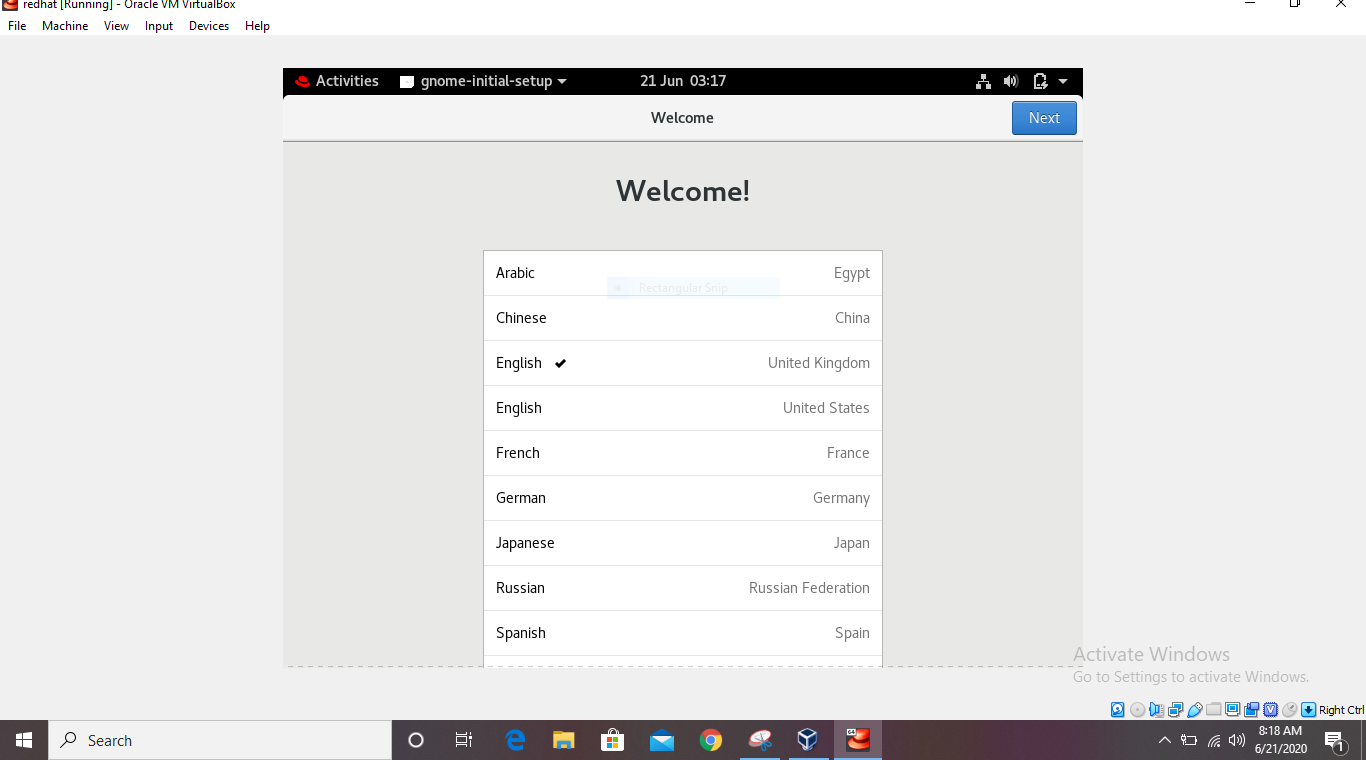 redhat [Running] - Oracle VM VirtualBox
File Machine View Input Devices Help
Activities gnome-initial-setup 21 Jun 03:17
Welcome Next
Welcome!
Arabic Egypt
Rectangular Snip
Chinese China
English United Kingdom
English United States
French France
German Germany
Japanese Japan
Russian Russian Federation
Spanish Spain
Activate Windows
Go to Settings to activate Windows.
Right Ctrl
Search
64
8:18 AM
6/21/2020
1